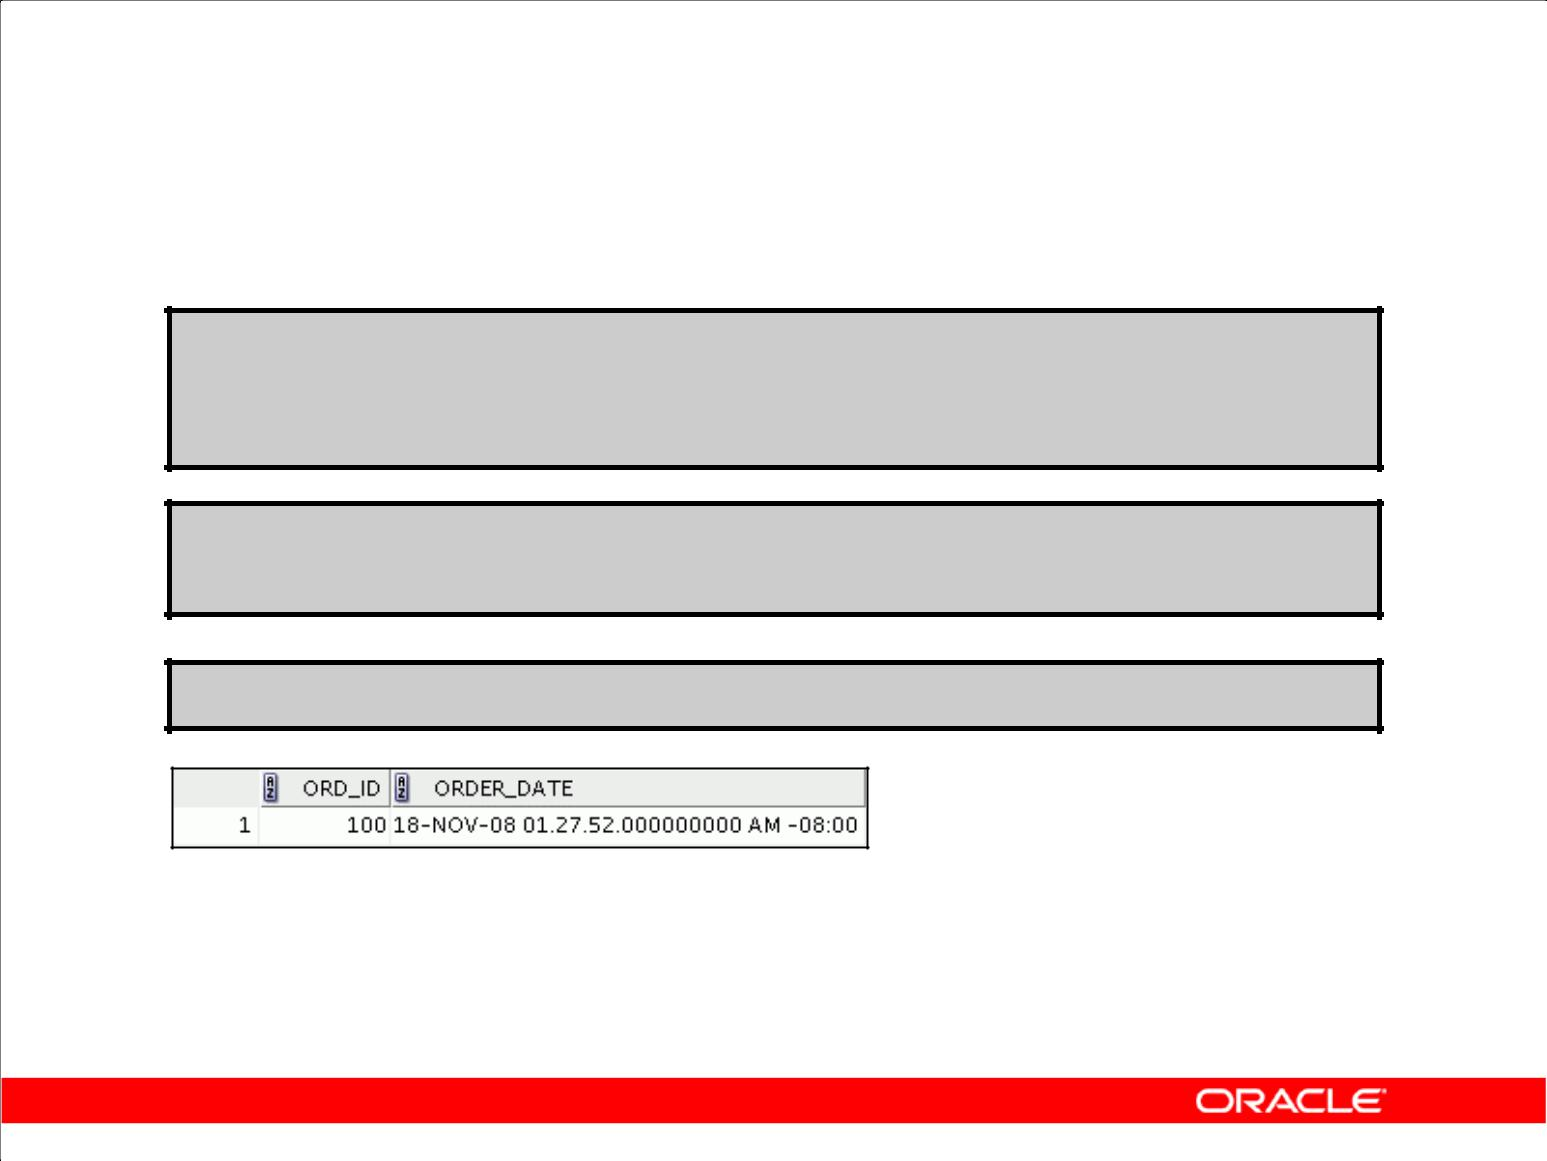 ORD_ID ORDER_DATE
1 100 18-NOV-08 01.27.52.000000000 AM -08:00
ORACLE